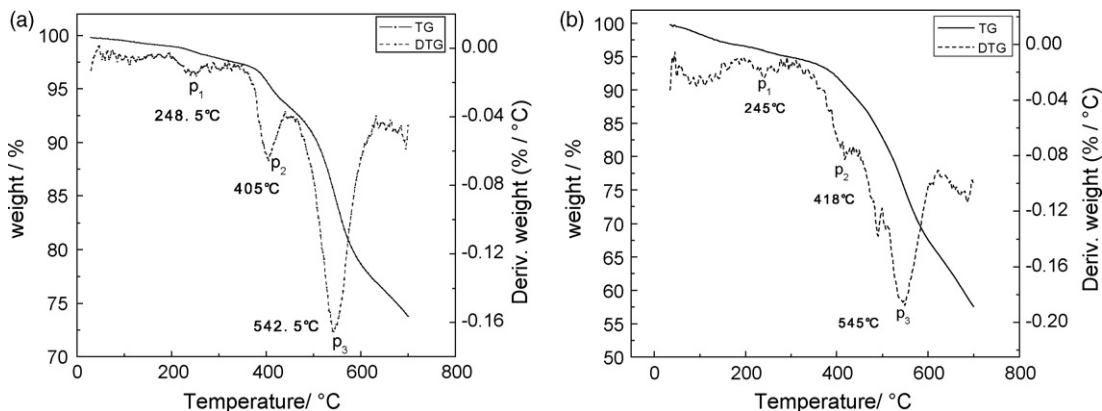 (a)
TG
DTG
100
95
90
85
80
75
70
weight / %
0.00
-0.04
-0.08
-0.12
-0.16
Deriv. weight (% / °C)
p1
248. 5℃
p2
405℃
542. 5℃
p3
0
200
400
600
800
Temperature/ °C
(b)
TG
DTG
100
95
90
85
80
75
70
65
60
55
50
weight / %
0.00
-0.04
-0.08
-0.12
-0.16
-0.20
Deriv. weight (% / °C)
p1
245℃
p2
418℃
545℃
p3
0
200
400
600
800
Temperature/ °C